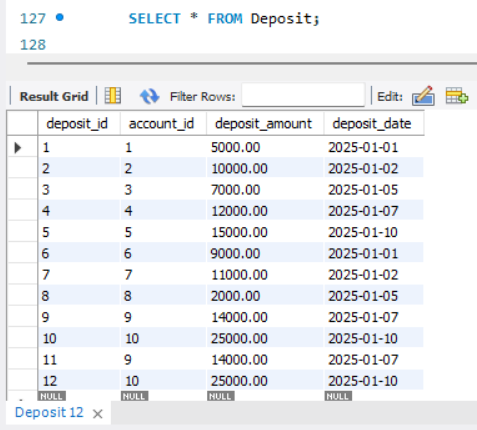 127 SELECT * FROM Deposit;
128
Result Grid Filter Rows: Edit:
deposit_id account_id deposit_amount deposit_date
1 1 5000.00 2025-01-01
2 2 10000.00 2025-01-02
3 3 7000.00 2025-01-05
4 4 12000.00 2025-01-07
5 5 15000.00 2025-01-10
6 6 9000.00 2025-01-01
7 7 11000.00 2025-01-02
8 8 2000.00 2025-01-05
9 9 14000.00 2025-01-07
10 10 25000.00 2025-01-10
11 9 14000.00 2025-01-07
12 10 25000.00 2025-01-10
NULL NULL NULL NULL
Deposit 12